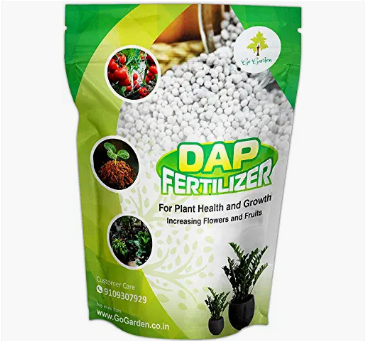 Go Garden
DAP
FERTILIZER
For Plant Health and Growth
Increasing Flowers and Fruits
Customer Care
9109307929
www.GoGarden.co.in